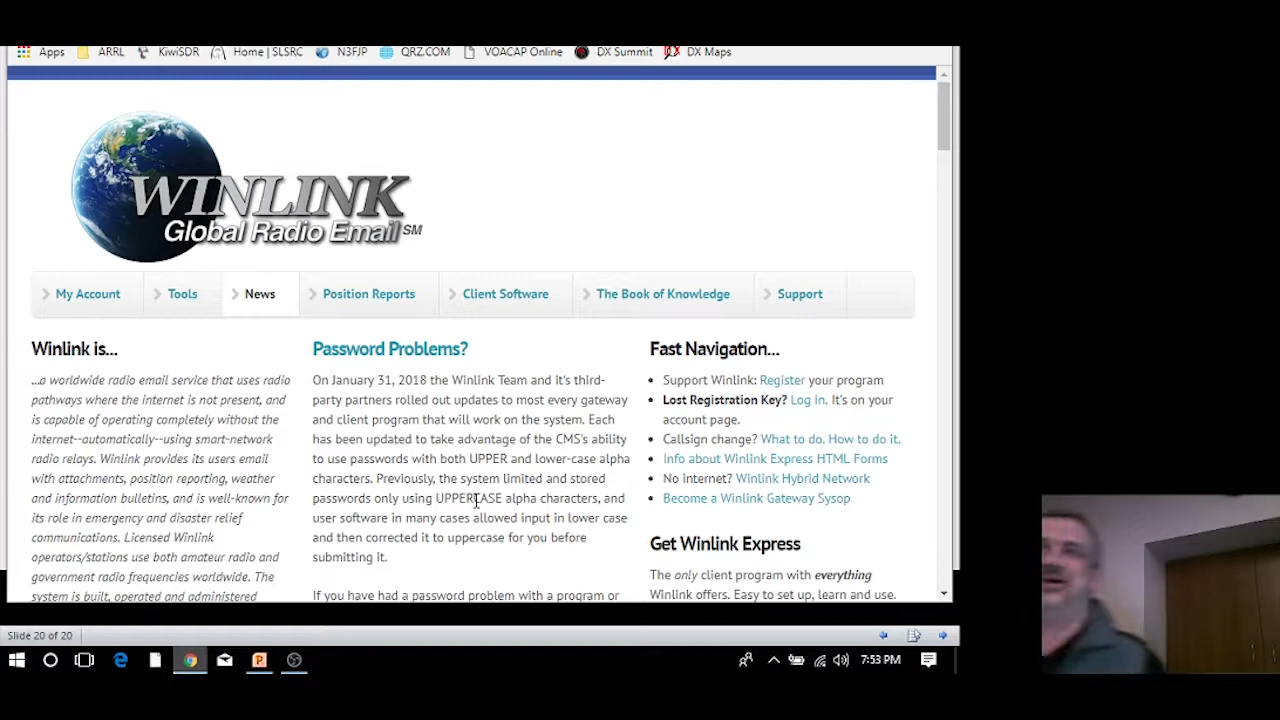 Apps ARRL KiwiSDR Home | SLSRC N3FJP QRZ.COM VOACAP Online DX Summit DX Maps
WINLINK
Global Radio Email SM
My Account Tools News Position Reports Client Software The Book of Knowledge Support
Winlink is...
...a worldwide radio email service that uses radio
pathways where the internet is not present, and
is capable of operating completely without the
internet--automatically--using smart-network
radio relays. Winlink provides its users email
with attachments, position reporting, weather
and information bulletins, and is well-known for
its role in emergency and disaster relief
communications. Licensed Winlink
operators/stations use both amateur radio and
government radio frequencies worldwide. The
system is built, operated and administered
Password Problems?
On January 31, 2018 the Winlink Team and it's third-
party partners rolled out updates to most every gateway
and client program that will work on the system. Each
has been updated to take advantage of the CMS's ability
to use passwords with both UPPER and lower-case alpha
characters. Previously, the system limited and stored
passwords only using UPPERCASE alpha characters, and
user software in many cases allowed input in lower case
and then corrected it to uppercase for you before
submitting it.
If you have had a password problem with a program or
Fast Navigation...
Support Winlink: Register your program
Lost Registration Key? Log in. It's on your
account page.
Callsign change? What to do. How to do it.
Info about Winlink Express HTML Forms
No internet? Winlink Hybrid Network
Become a Winlink Gateway Sysop
Get Winlink Express
The only client program with everything
Winlink offers. Easy to set up, learn and use.
Slide 20 of 20
7:53 PM